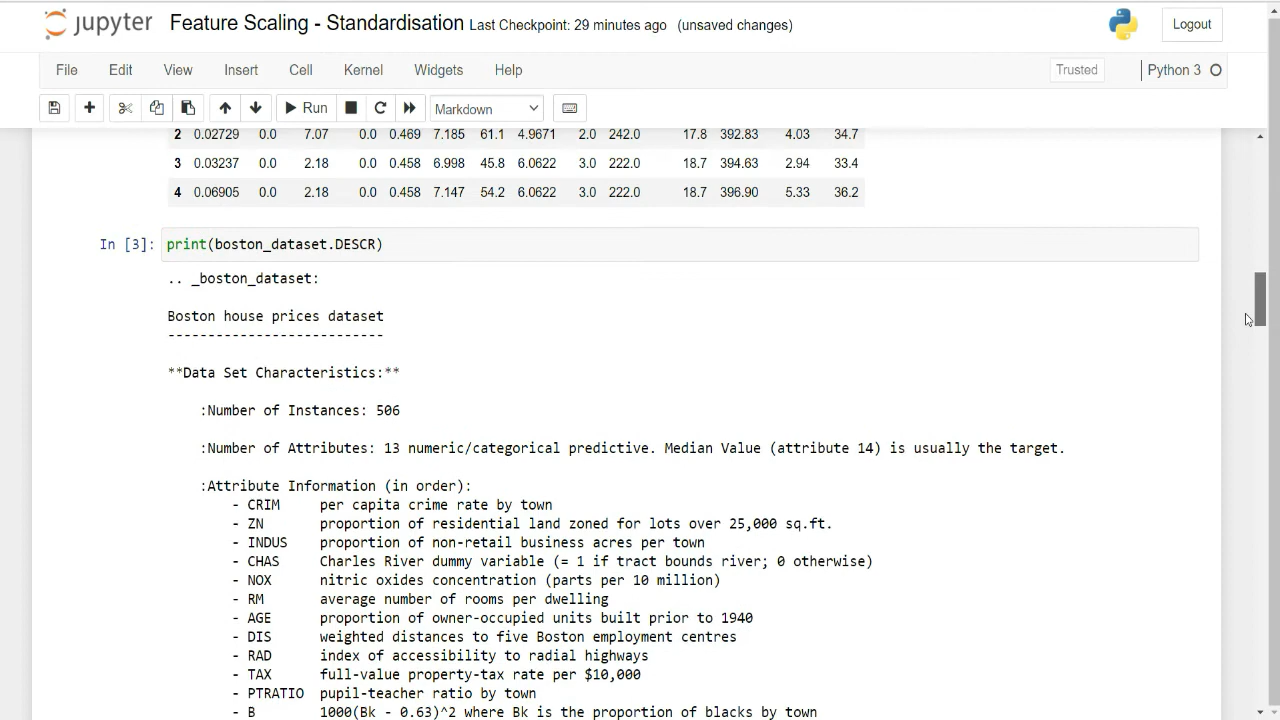 jupyter Feature Scaling - Standardisation Last Checkpoint: 29 minutes ago (unsaved changes) Logout
File Edit View Insert Cell Kernel Widgets Help Trusted Python 3
Run Markdown
2 0.02729 0.0 7.07 0.0 0.469 7.185 61.1 4.9671 2.0 242.0 17.8 392.83 4.03 34.7
3 0.03237 0.0 2.18 0.0 0.458 6.998 45.8 6.0622 3.0 222.0 18.7 394.63 2.94 33.4
4 0.06905 0.0 2.18 0.0 0.458 7.147 54.2 6.0622 3.0 222.0 18.7 396.90 5.33 36.2
In [3]: print(boston_dataset.DESCR)
.. _boston_dataset:
Boston house prices dataset
---------------------------
**Data Set Characteristics:**
:Number of Instances: 506
:Number of Attributes: 13 numeric/categorical predictive. Median Value (attribute 14) is usually the target.
:Attribute Information (in order):
- CRIM per capita crime rate by town
- ZN proportion of residential land zoned for lots over 25,000 sq.ft.
- INDUS proportion of non-retail business acres per town
- CHAS Charles River dummy variable (= 1 if tract bounds river; 0 otherwise)
- NOX nitric oxides concentration (parts per 10 million)
- RM average number of rooms per dwelling
- AGE proportion of owner-occupied units built prior to 1940
- DIS weighted distances to five Boston employment centres
- RAD index of accessibility to radial highways
- TAX full-value property-tax rate per $10,000
- PTRATIO pupil-teacher ratio by town
- B 1000(Bk - 0.63)^2 where Bk is the proportion of blacks by town